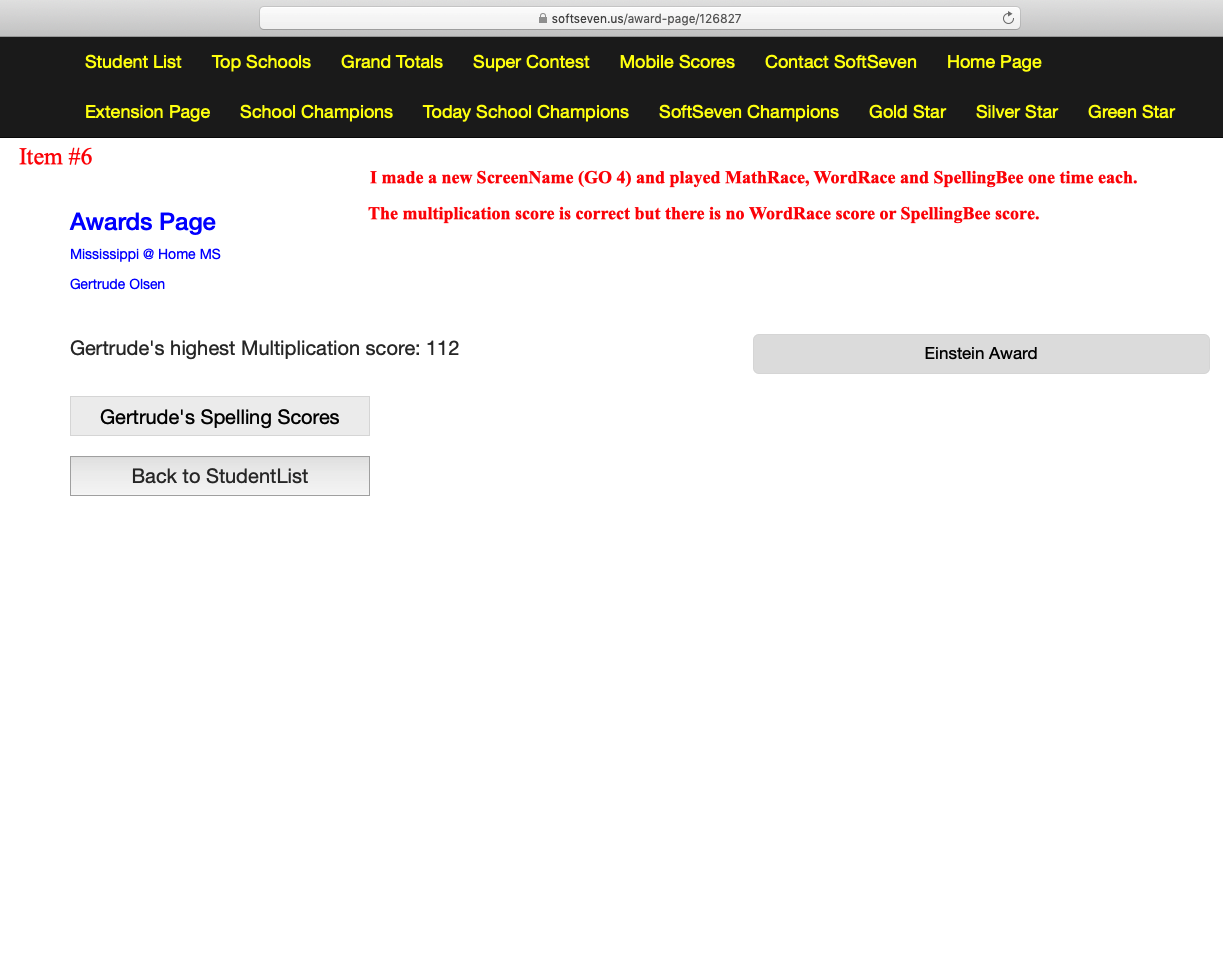 softseven.us/award-page/126827
Student List Top Schools Grand Totals Super Contest Mobile Scores Contact SoftSeven Home Page
Extension Page School Champions Today School Champions SoftSeven Champions Gold Star Silver Star Green Star
Item #6
I made a new ScreenName (GO 4) and played MathRace, WordRace and SpellingBee one time each.
The multiplication score is correct but there is no WordRace score or SpellingBee score.
Awards Page
Mississippi @ Home MS
Gertrude Olsen
Gertrude's highest Multiplication score: 112
Einstein Award
Gertrude's Spelling Scores
Back to StudentList